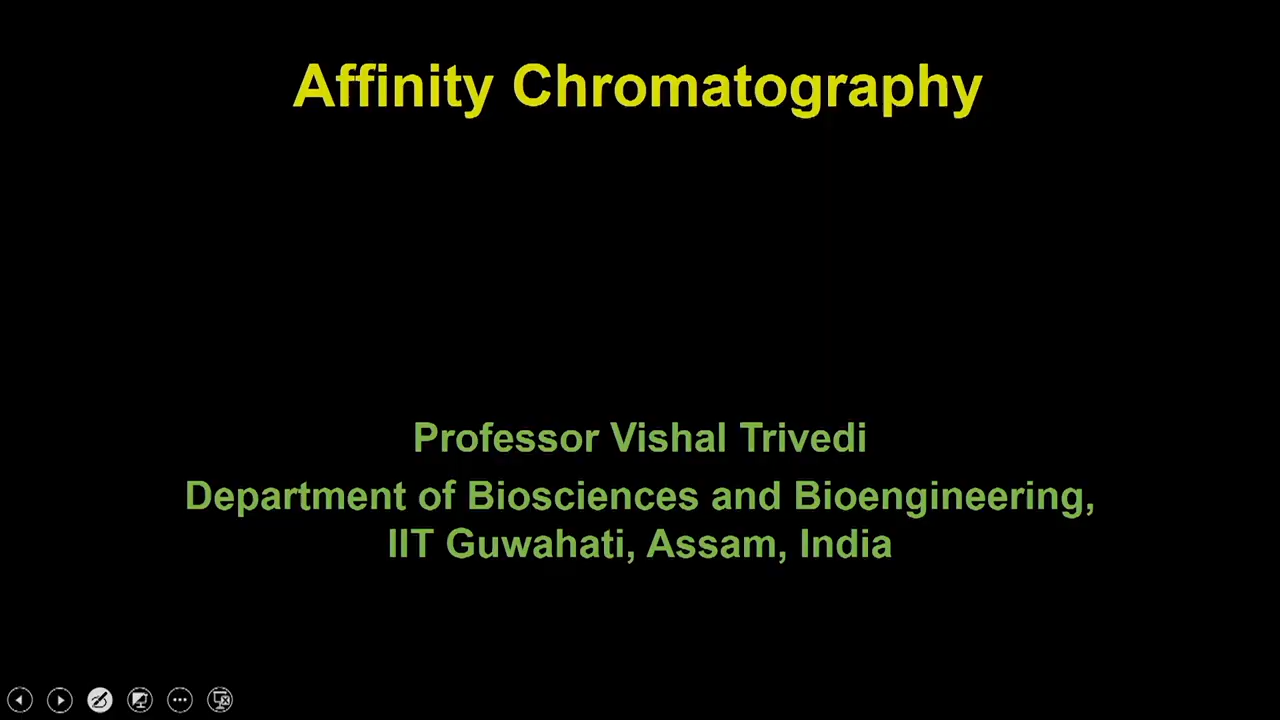 Affinity Chromatography
Professor Vishal Trivedi
Department of Biosciences and Bioengineering,
IIT Guwahati, Assam, India